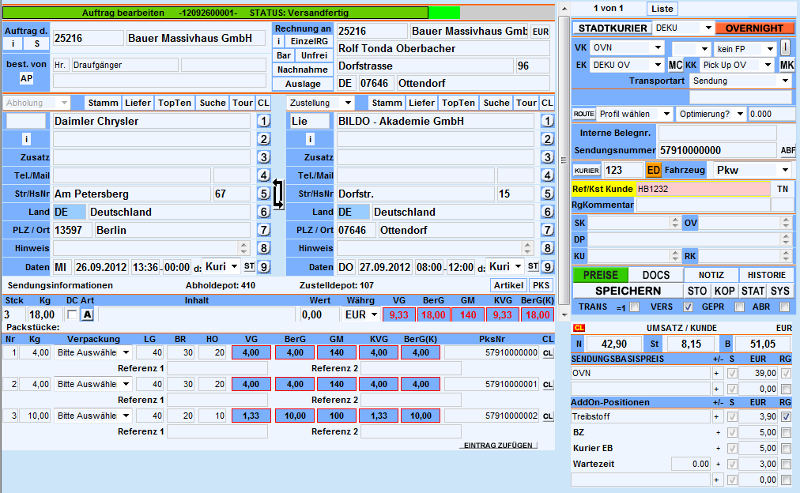 Auftrag bearbeiten -12092600001- STATUS: Versandfertig
1 von 1 Liste
Auftrag d. 25216 Bauer Massivhaus GmbH
i S
best. von Hr. Draufgänger
AP
Rechnung an 25216 Bauer Massivhaus Gmb EUR
i EinzelRG Rolf Tonda Oberbacher
Bar Unfrei Dorfstrasse 96
Nachnahme
Auslage DE 07646 Ottendorf
Abholung Stamm Liefer TopTen Suche Tour CL
Daimler Chrysler 1
i 2
Zusatz 3
Tel./Mail 4
Str/HsNr Am Petersberg 67 5
Land DE Deutschland 6
PLZ / Ort 13597 Berlin 7
Hinweis 8
Daten MI 26.09.2012 13:36-00:00 d: Kuri ST 9
Zustellung Stamm Liefer TopTen Suche Tour CL
Lie BILDO - Akademie GmbH 1
i 2
Zusatz 3
Tel./Mail 4
Str/HsNr Dorfstr. 15 5
Land DE Deutschland 6
PLZ / Ort 07646 Ottendorf 7
Hinweis 8
Daten DO 27.09.2012 08:00-12:00 d: Kuri ST 9
Sendungsinformationen Abholdepot: 410 Zustelldepot: 107 Artikel PKS
Stck Kg DC Art Inhalt Wert Währg VG BerG GM KVG BerG(K)
3 18,00 A 0,00 EUR 9,33 18,00 140 9,33 18,00
Packstücke:
Nr Kg Verpackung LG BR HO VG BerG GM KVG BerG(K) PksNr CL
1 4,00 Bitte Auswähle 40 30 20 4,00 4,00 140 4,00 4,00 57910000000 CL
Referenz 1 Referenz 2
2 4,00 Bitte Auswähle 40 30 20 4,00 4,00 140 4,00 4,00 57910000001 CL
Referenz 1 Referenz 2
3 10,00 Bitte Auswähle 40 20 10 1,33 10,00 100 1,33 10,00 57910000002 CL
Referenz 1 Referenz 2
EINTRAG ZUFÜGEN
STADTKURIER DEKU OVERNIGHT
VK OVN kein FP i
EK DEKU OV MC KK Pick Up OV MK
Transportart Sendung
ROUTE Profil wählen Optimierung? 0.000
Interne Belegnr.
Sendungsnummer 57910000000 ABF
KURIER 123 ED Fahrzeug Pkw
Ref/Kst Kunde HB1232 TN
RgKommentar
SK OV
DP
KU RK
PREISE DOCS NOTIZ HISTORIE
SPEICHERN STO KOP STAT SYS
TRANS =1 VERS GEPR ABR
CL UMSATZ / KUNDE EUR
N 42,90 St 8,15 B 51,05
SENDUNGSBASISPREIS +/- S EUR RG
OVN + 39,00
+ 0,00
AddOn-Positionen +/- S EUR RG
Treibstoff + 3,90
BZ + 5,00
Kurier EB + 5,00
Wartezeit 0.00 + 3,00
+ 0,00